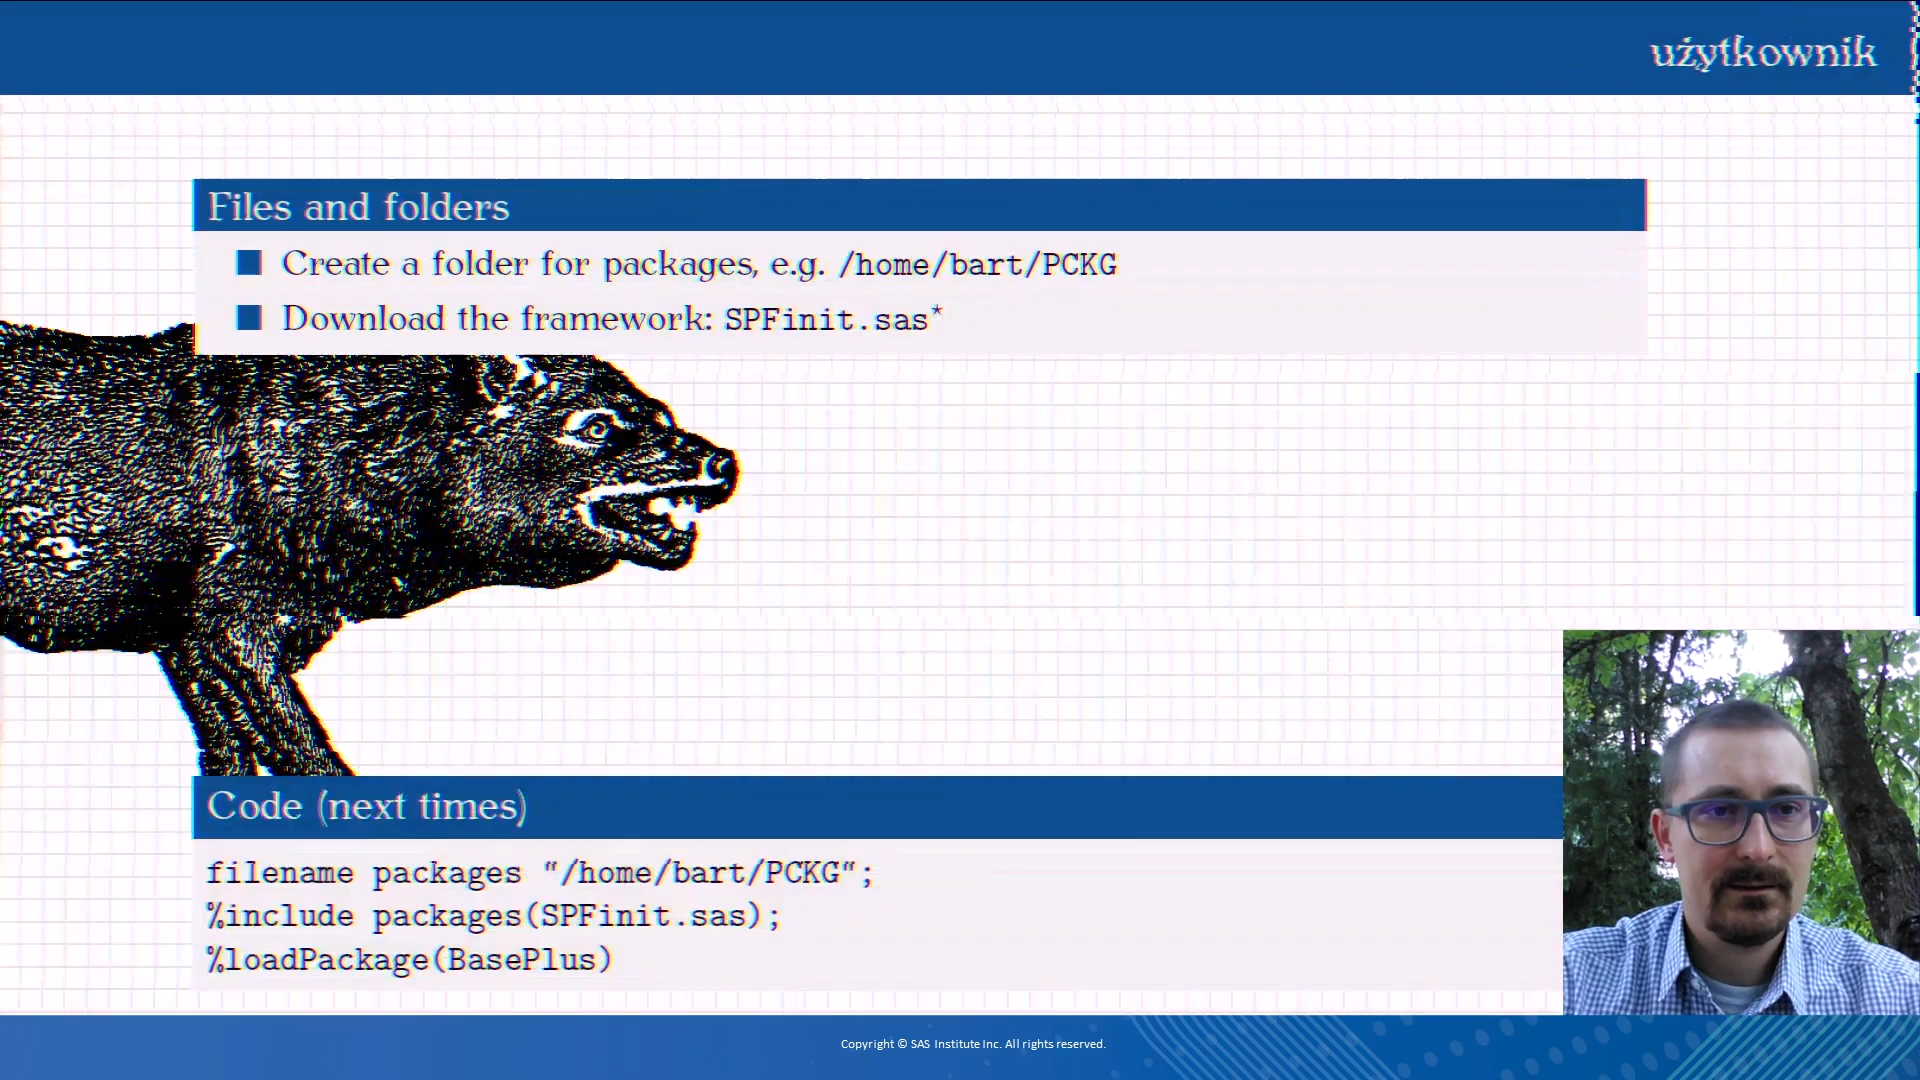 użytkownik
Files and folders
Create a folder for packages, e.g. /home/bart/PCKG
Download the framework: SPFinit.sas*
Code (next times)
filename packages "/home/bart/PCKG";
%include packages(SPFinit.sas);
%loadPackage(BasePlus)
Copyright © SAS Institute Inc. All rights reserved.